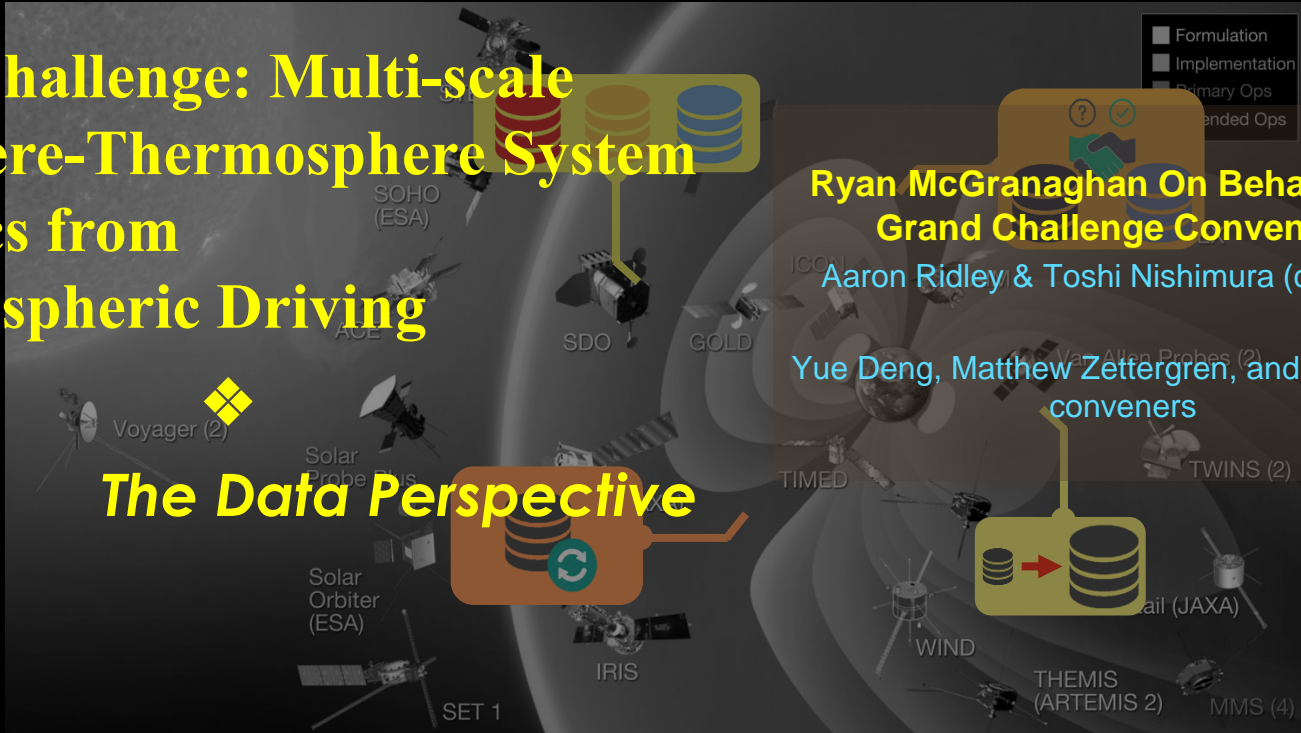 hallenge: Multi-scale
ere-Thermosphere System
cs from
spheric Driving
❖
The Data Perspective
Ryan McGranaghan On Beha
Grand Challenge Conven
Aaron Ridley & Toshi Nishimura (c
Yue Deng, Matthew Zettergren, and
conveners
Formulation
Implementation
Primary Ops
ended Ops
SOHO
(ESA)
ACE
SDO
GOLD
ICON
Van Allen Probes (2)
Voyager (2)
Solar
Probe Plus
TIMED
TWINS (2)
Solar
Orbiter
(ESA)
ail (JAXA)
WIND
IRIS
THEMIS
(ARTEMIS 2)
MMS (4)
SET 1